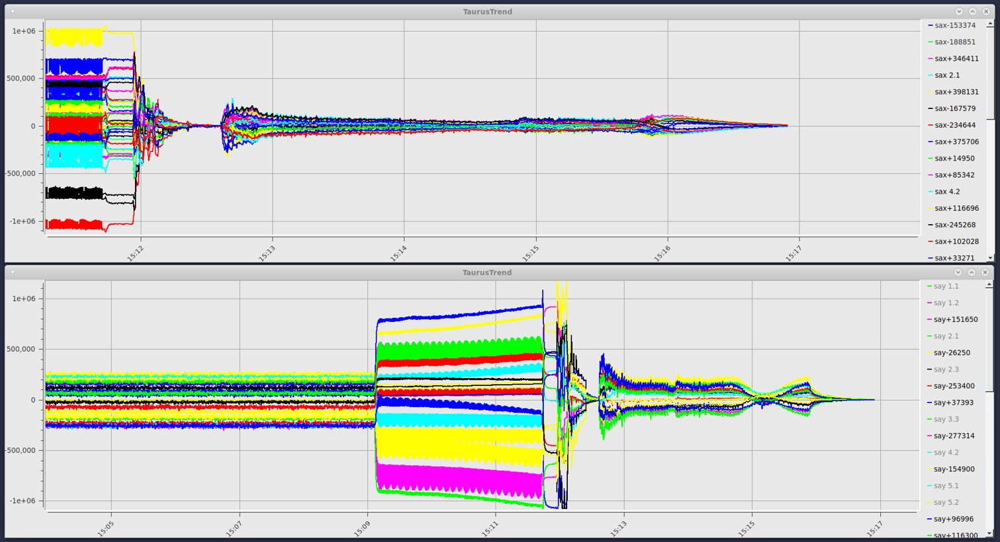 TaurusTrend
1e+06
500,000
0
-500,000
-1e+06
15:12
15:13
15:14
15:15
15:16
15:17
sax-153374
sax-188851
sax+346411
sax 2.1
sax+398131
sax-167579
sax-234644
sax+375706
sax+14950
sax+85342
sax 4.2
sax+116696
sax-245268
sax+102028
sax+33271
TaurusTrend
1e+06
500,000
0
-500,000
-1e+06
15:05
15:07
15:09
15:11
15:13
15:15
15:17
say 1.1
say 1.2
say+151650
say 2.1
say-26250
say 2.3
say-253400
say+37393
say 3.3
say-277314
say 4.2
say-154900
say 5.1
say 5.2
say+96996
say+116300